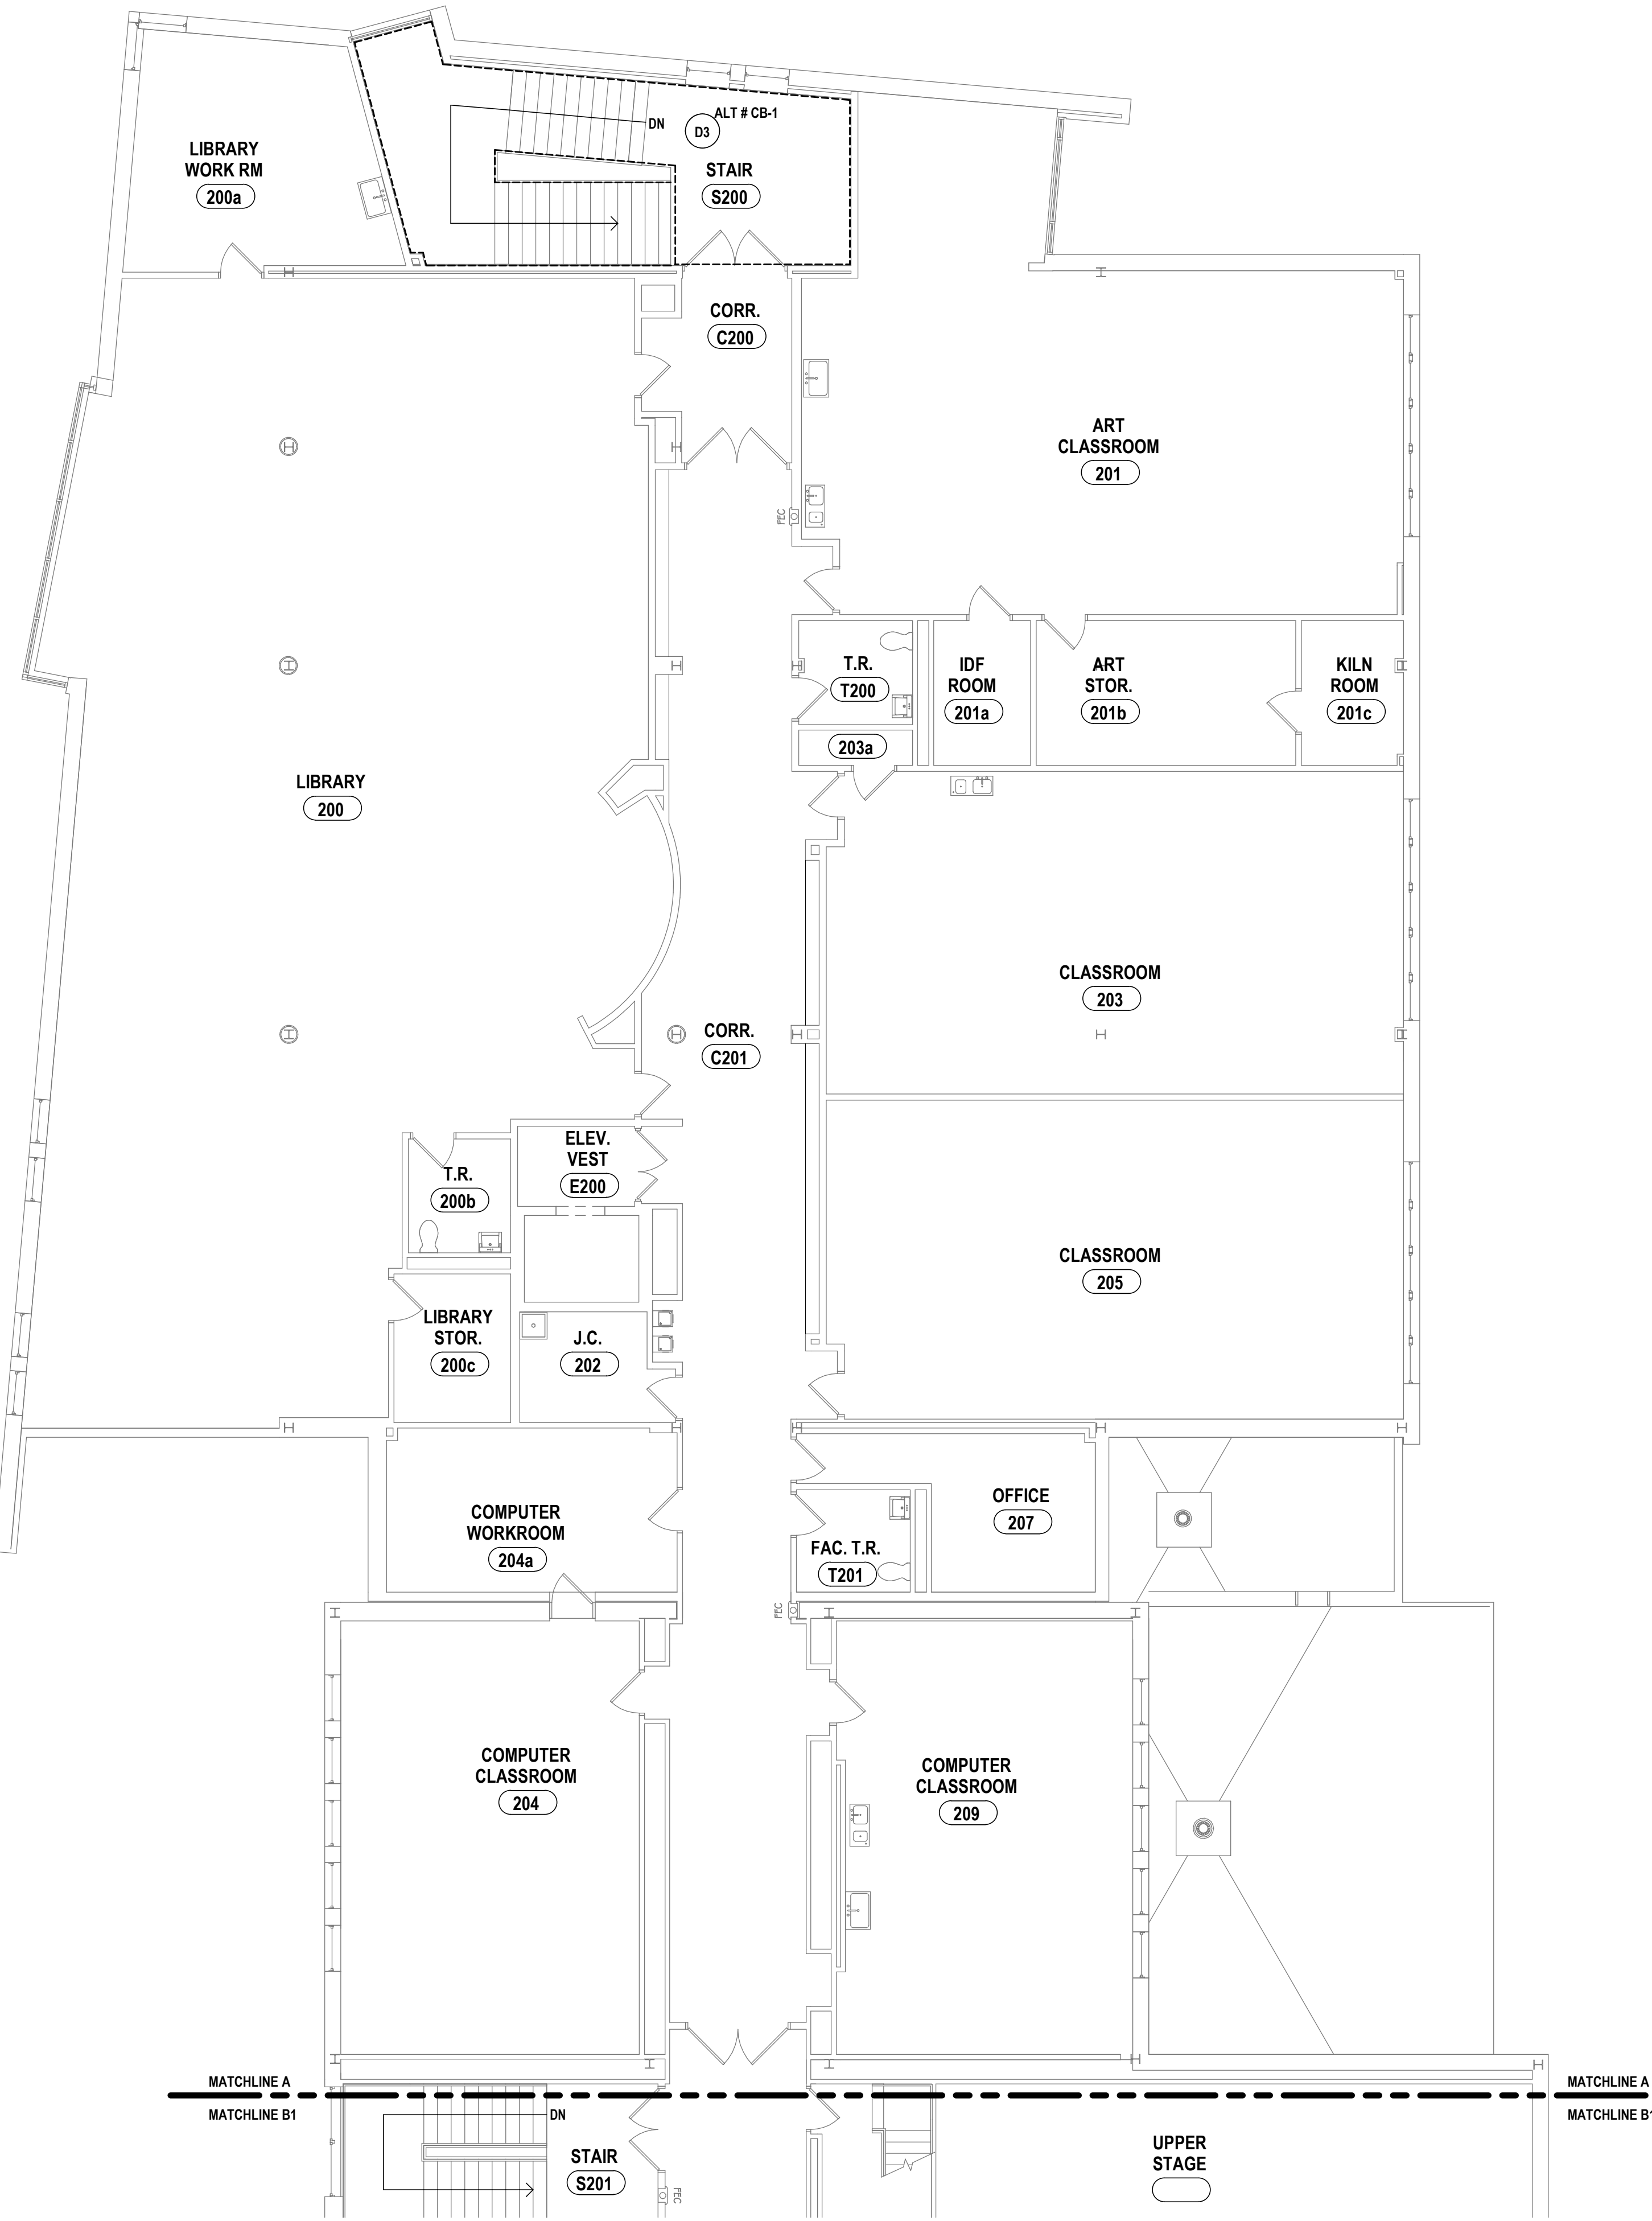 ALT # CB-1
DN
D3
LIBRARY
WORK RM
200a
STAIR
S200
CORR.
C200
ART
CLASSROOM
201
FEC
T.R.
T200
IDF
ROOM
201a
ART
STOR.
201b
KILN
ROOM
201c
203a
LIBRARY
200
CLASSROOM
203
CORR.
C201
ELEV.
VEST
E200
T.R.
200b
CLASSROOM
205
LIBRARY
STOR.
200c
J.C.
202
COMPUTER
WORKROOM
204a
OFFICE
207
FAC. T.R.
T201
FEC
COMPUTER
CLASSROOM
204
COMPUTER
CLASSROOM
209
MATCHLINE A
MATCHLINE A
MATCHLINE B1
DN
MATCHLINE B1
STAIR
S201
FEC
UPPER
STAGE